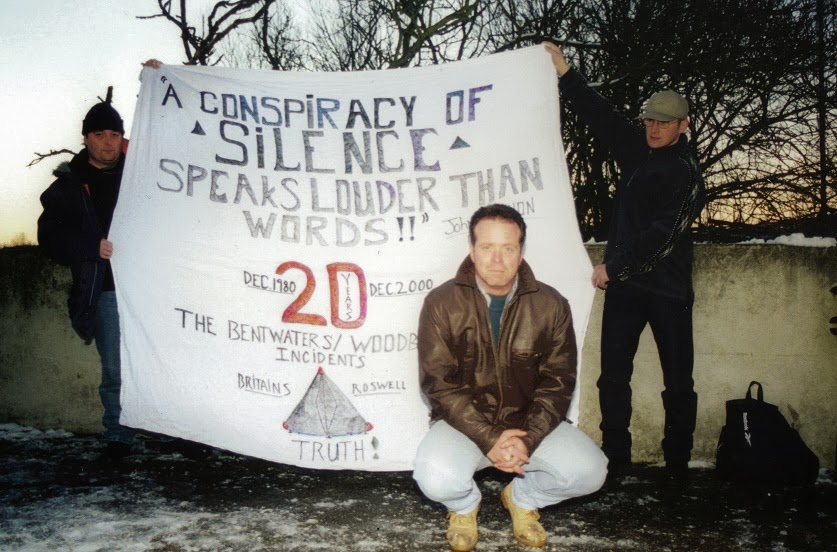 "A CONSPIRACY OF
SiLENCE
SPEAKS LOUDER THAN
WORDS!!"
DEC.1980 20 YEARS DEC.2000
THE BENTWATERS/
INCIDENTS
BRITAINS ROSWELL
TRUTH